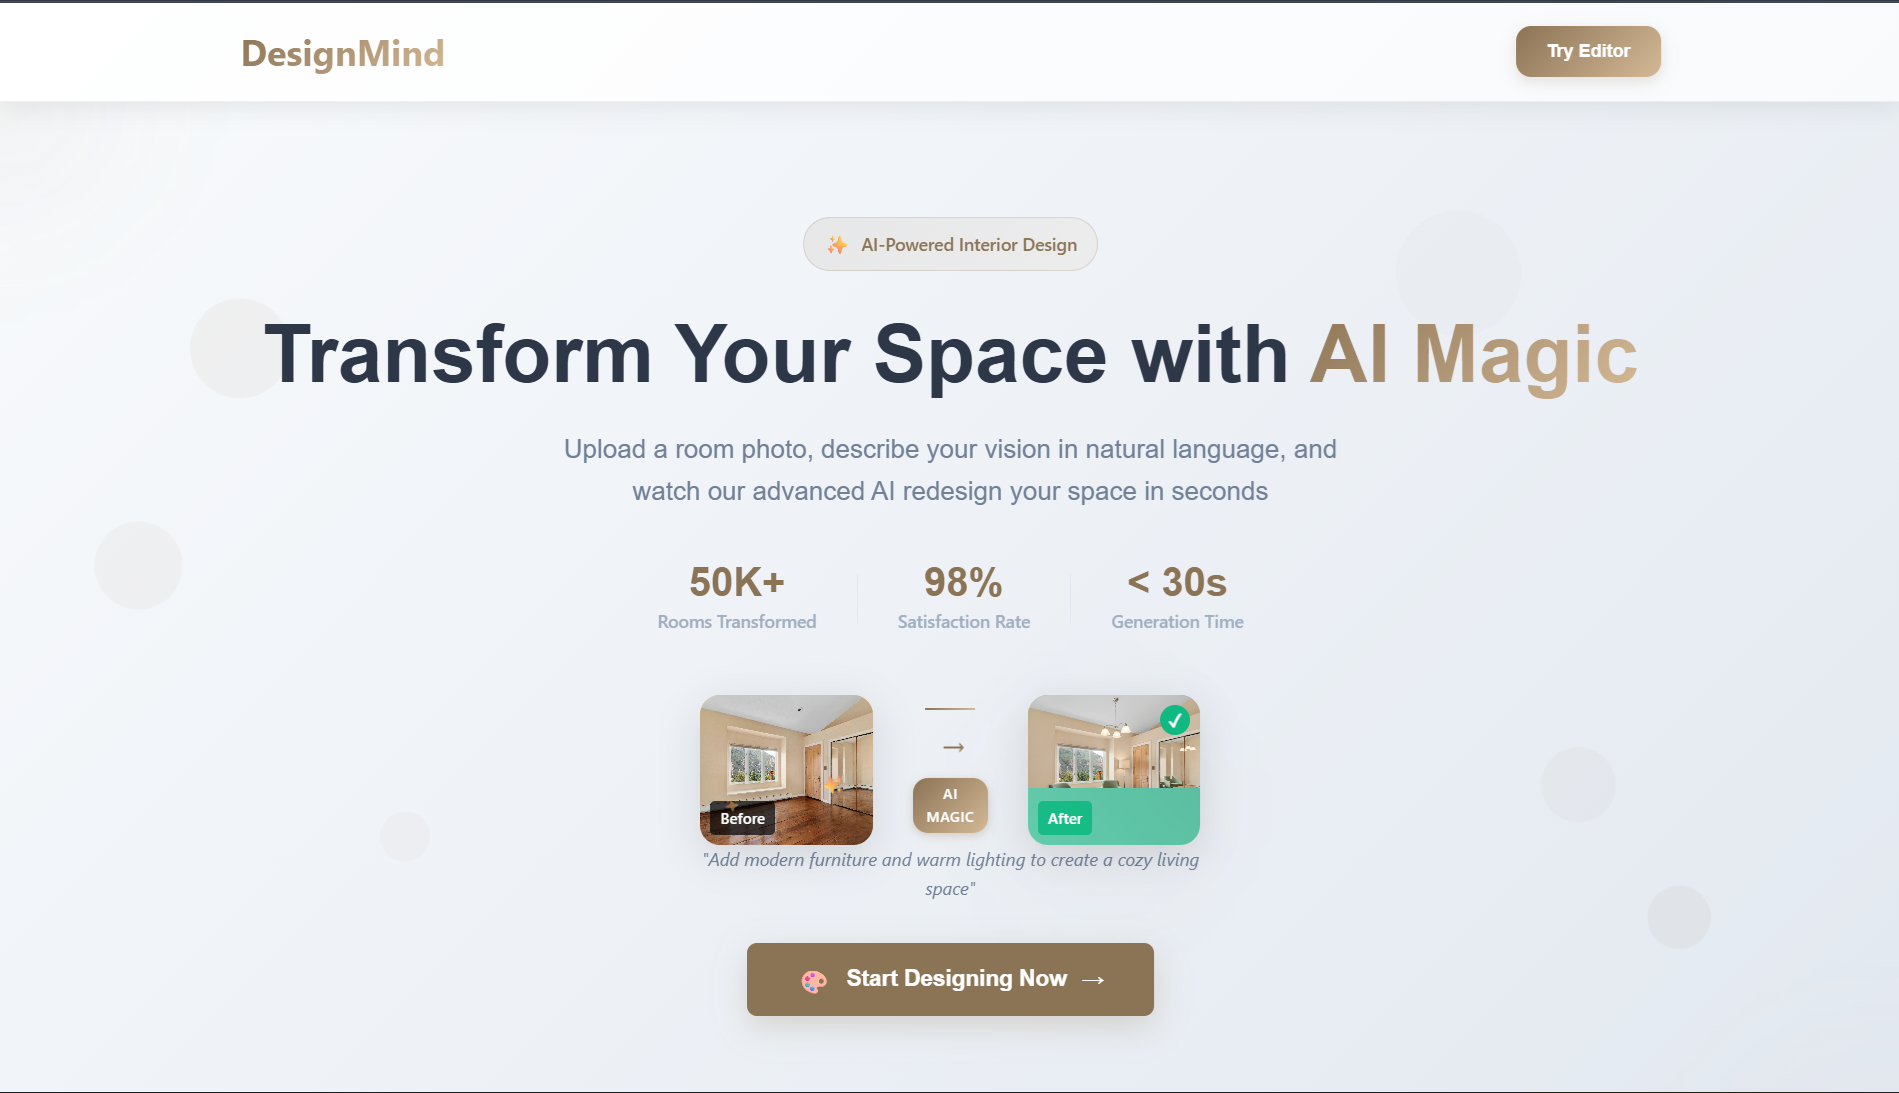 DesignMind
Try Editor
AI-Powered Interior Design
Transform Your Space with AI Magic
Upload a room photo, describe your vision in natural language, and
watch our advanced AI redesign your space in seconds
50K+
Rooms Transformed
98%
Satisfaction Rate
< 30s
Generation Time
Before
→
AI
MAGIC
✓
After
"Add modern furniture and warm lighting to create a cozy living
space"
Start Designing Now →